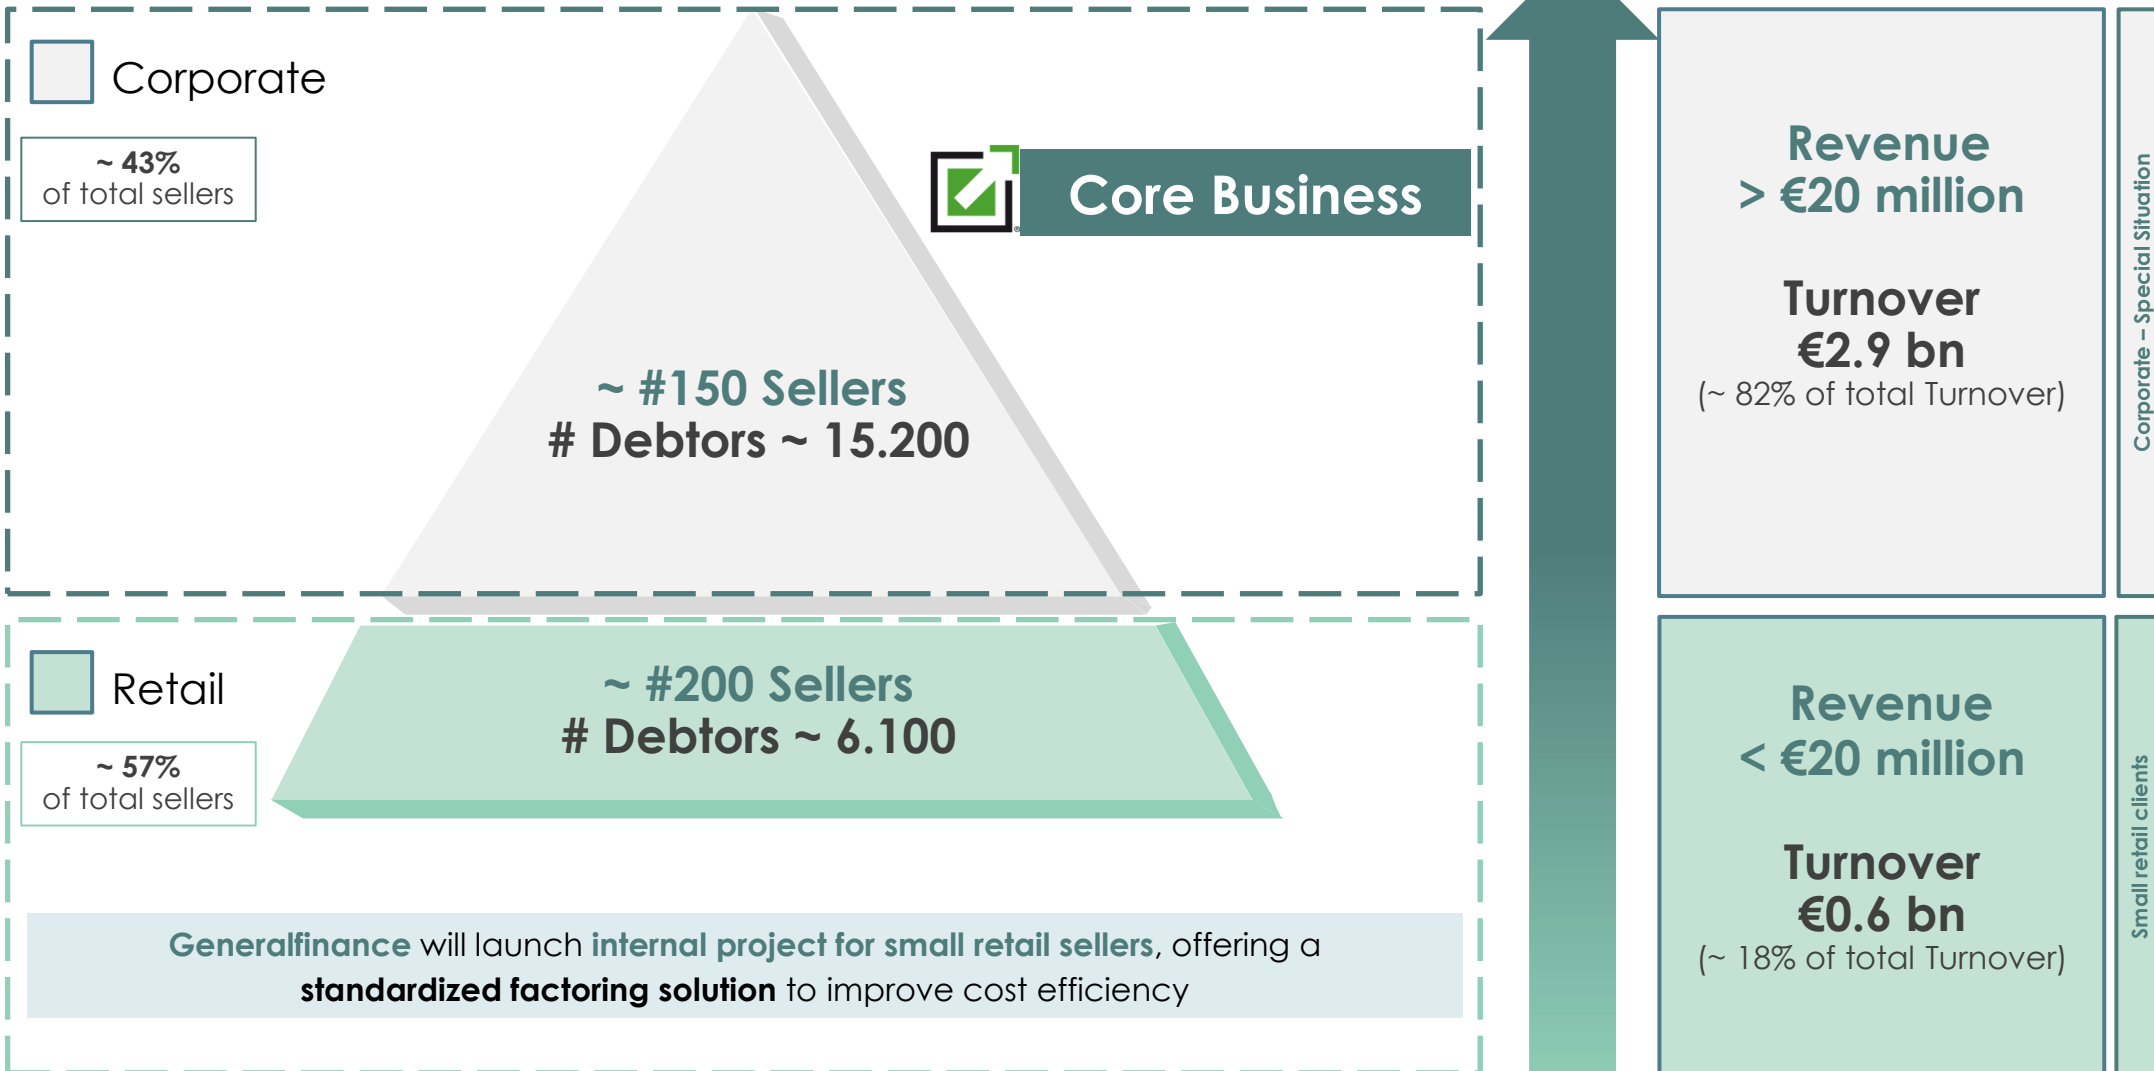 Corporate
~ 43%
of total sellers
Core Business
~ #150 Sellers
# Debtors ~ 15.200
Revenue
> €20 million
Turnover
€2.9 bn
(~ 82% of total Turnover)
Corporate – Special Situation
Retail
~ 57%
of total sellers
~ #200 Sellers
# Debtors ~ 6.100
Generalfinance will launch internal project for small retail sellers, offering a
standardized factoring solution to improve cost efficiency
Revenue
< €20 million
Turnover
€0.6 bn
(~ 18% of total Turnover)
Small retail clients